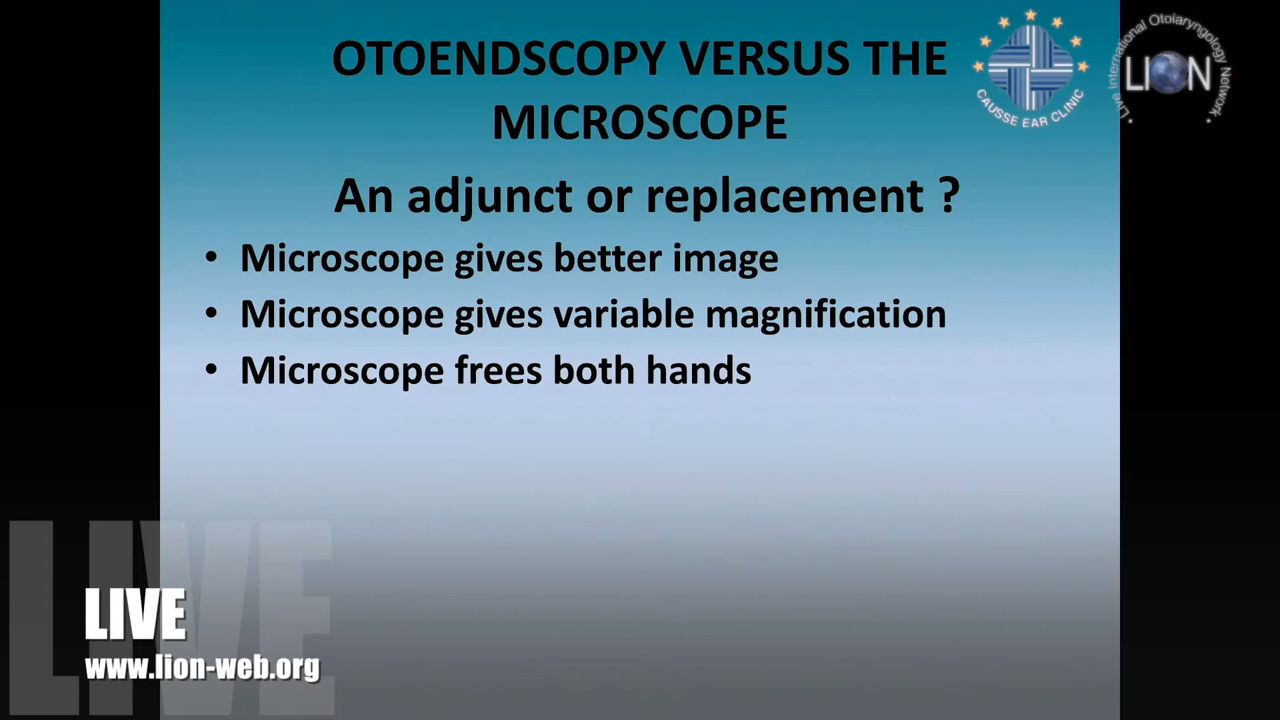 OTOENDSCOPY VERSUS THE
MICROSCOPE
An adjunct or replacement ?
• Microscope gives better image
• Microscope gives variable magnification
• Microscope frees both hands
CAUSSE EAR CLINIC
• Live International Otolaryngology Network •
LION
LIVE
LIVE
www.lion-web.org